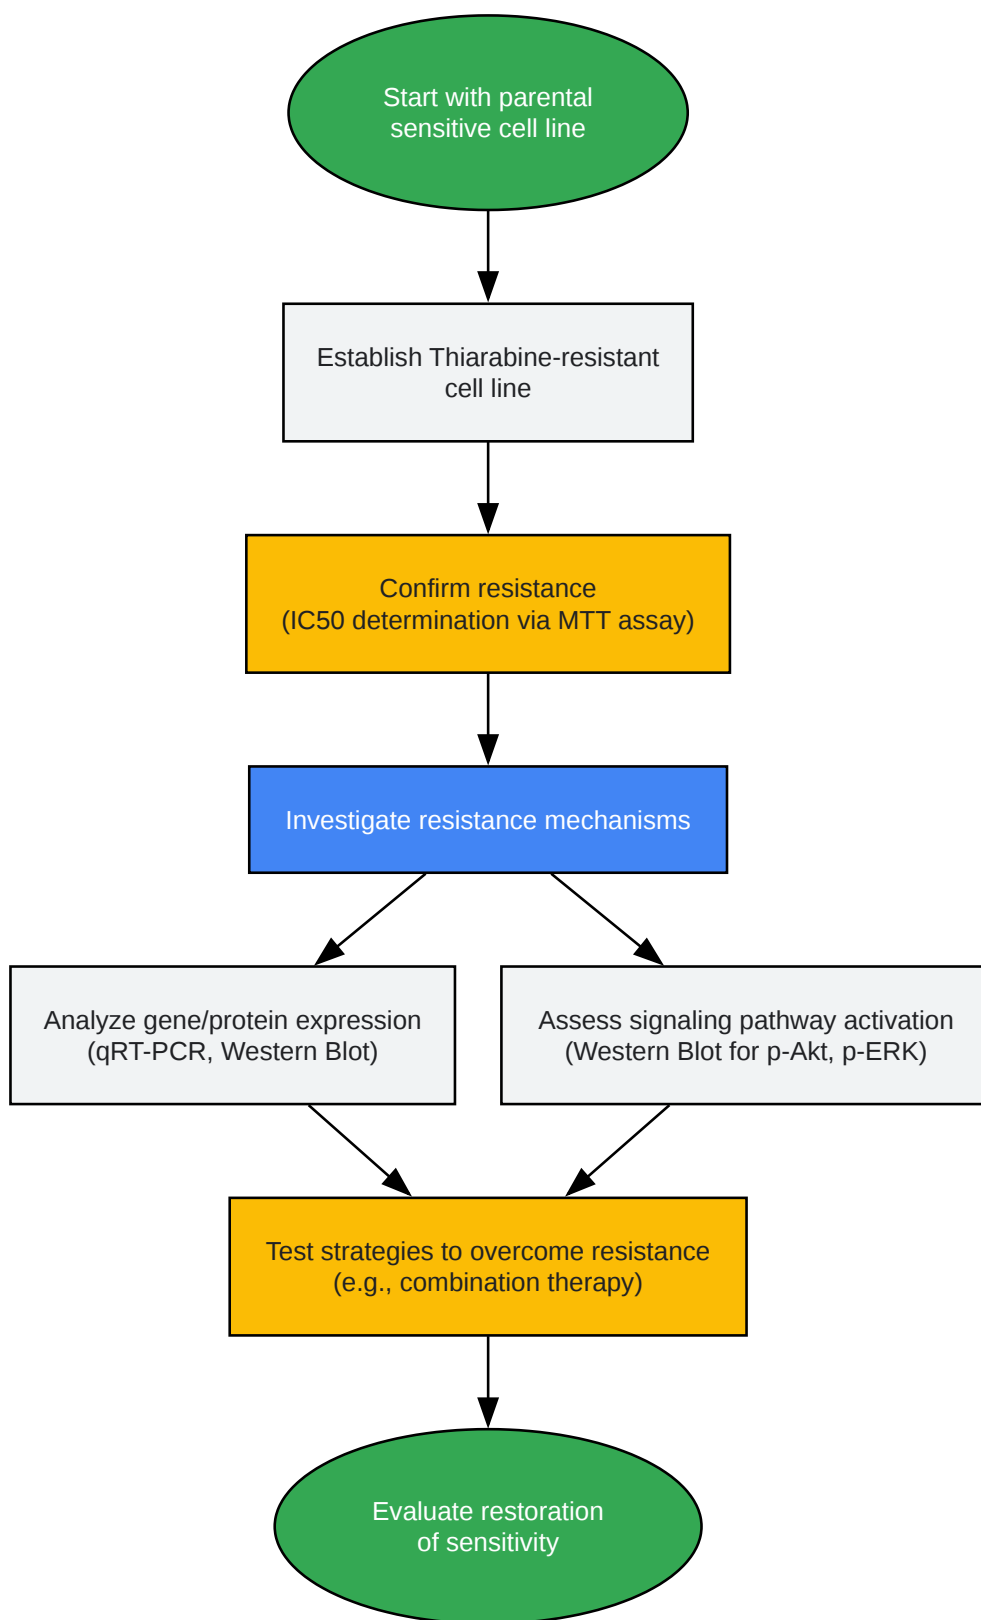 Start with parental
sensitive cell line
Establish Thiarabine-resistant
cell line
Confirm resistance
(IC50 determination via MTT assay)
Investigate resistance mechanisms
Analyze gene/protein expression
(qRT-PCR, Western Blot)
Assess signaling pathway activation
(Western Blot for p-Akt, p-ERK)
Test strategies to overcome resistance
(e.g., combination therapy)
Evaluate restoration
of sensitivity